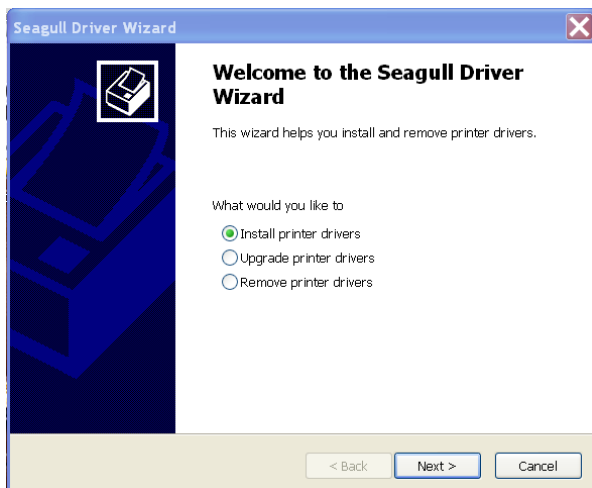 Seagull Driver Wizard
Welcome to the Seagull Driver
Wizard
This wizard helps you install and remove printer drivers.
What would you like to
Install printer drivers
Upgrade printer drivers
Remove printer drivers
< Back
Next >
Cancel